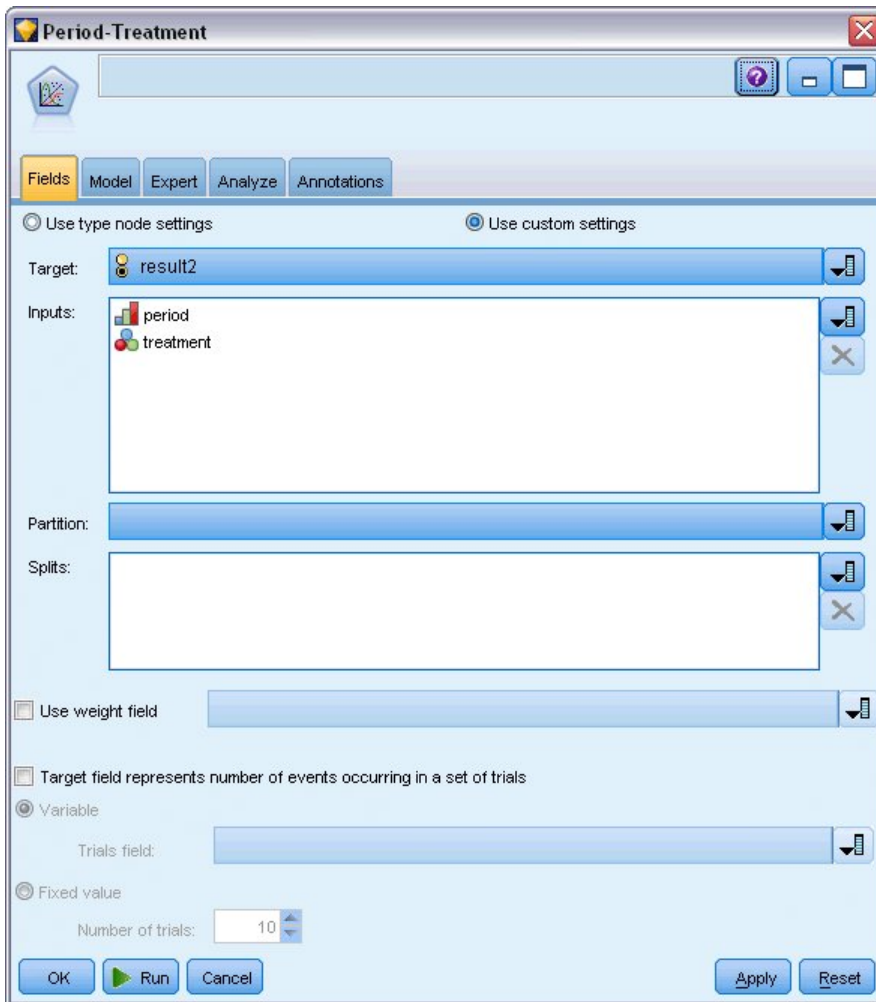 Period-Treatment
Fields Model Expert Analyze Annotations
Use type node settings Use custom settings
Target: result2
Inputs: period
treatment
Partition:
Splits:
Use weight field
Target field represents number of events occurring in a set of trials
Variable
Trials field:
Fixed value
Number of trials: 10
OK Run Cancel Apply Reset